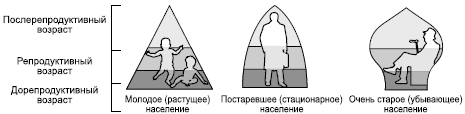 Послерепродуктивный
возраст
Репродуктивный
возраст
Дорепродуктивный
возраст
Молодое (растущее)
население
Постаревшее (стационарное)
население
Очень старое (убывающее)
население